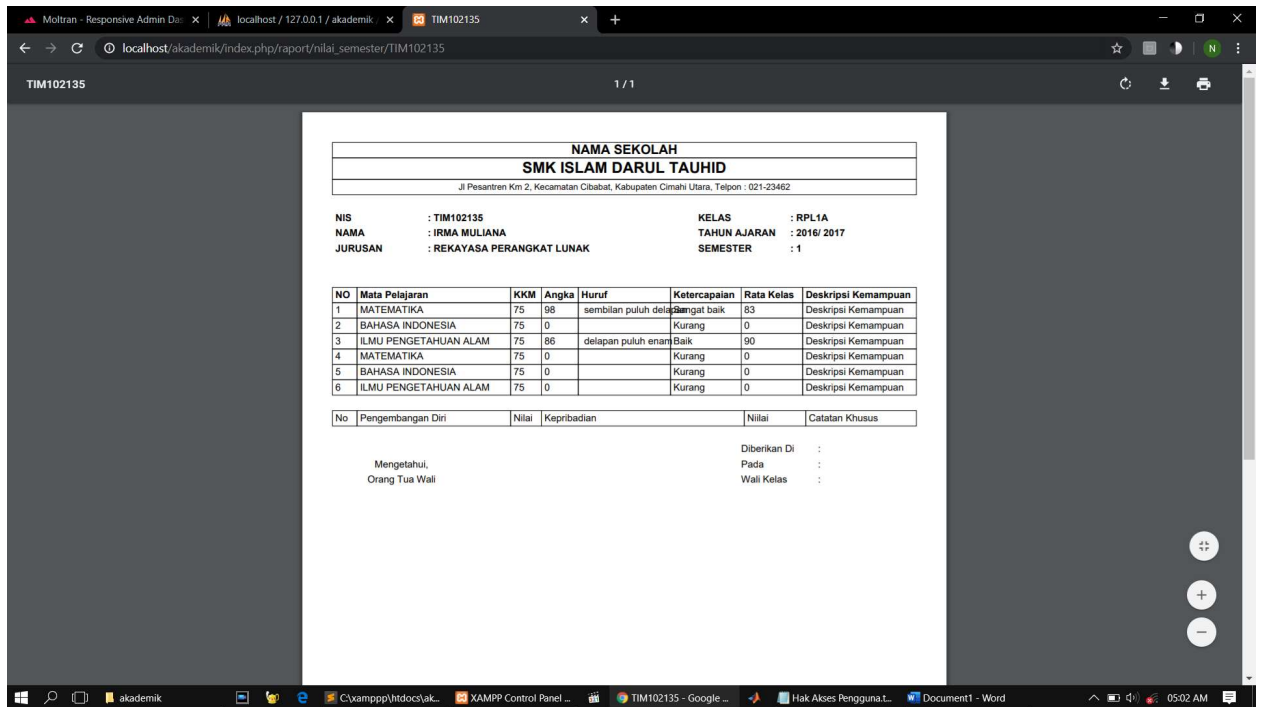 Moltran - Responsive Admin Das
localhost / 127.0.0.1 / akademik /
TIM102135
localhost/akademik/index.php/raport/nilai_semester/TIM102135
N
TIM102135
1 / 1
NAMA SEKOLAH
SMK ISLAM DARUL TAUHID
Jl Pesantren Km 2, Kecamatan Cibabat, Kabupaten Cimahi Utara, Telpon : 021-23462
NIS : TIM102135 KELAS : RPL1A
NAMA : IRMA MULIANA TAHUN AJARAN : 2016/ 2017
JURUSAN : REKAYASA PERANGKAT LUNAK SEMESTER : 1
NO Mata Pelajaran KKM Angka Huruf Ketercapaian Rata Kelas Deskripsi Kemampuan
1 MATEMATIKA 75 98 sembilan puluh delapan Sangat baik 83 Deskripsi Kemampuan
2 BAHASA INDONESIA 75 0 Kurang 0 Deskripsi Kemampuan
3 ILMU PENGETAHUAN ALAM 75 86 delapan puluh enam Baik 90 Deskripsi Kemampuan
4 MATEMATIKA 75 0 Kurang 0 Deskripsi Kemampuan
5 BAHASA INDONESIA 75 0 Kurang 0 Deskripsi Kemampuan
6 ILMU PENGETAHUAN ALAM 75 0 Kurang 0 Deskripsi Kemampuan
No Pengembangan Diri Nilai Kepribadian Niilai Catatan Khusus
Diberikan Di :
Mengetahui, Pada :
Orang Tua Wali Wali Kelas :
akademik
C:\xamppp\htdocs\ak...
XAMPP Control Panel ...
TIM102135 - Google ...
Hak Akses Pengguna.t...
Document1 - Word
05:02 AM